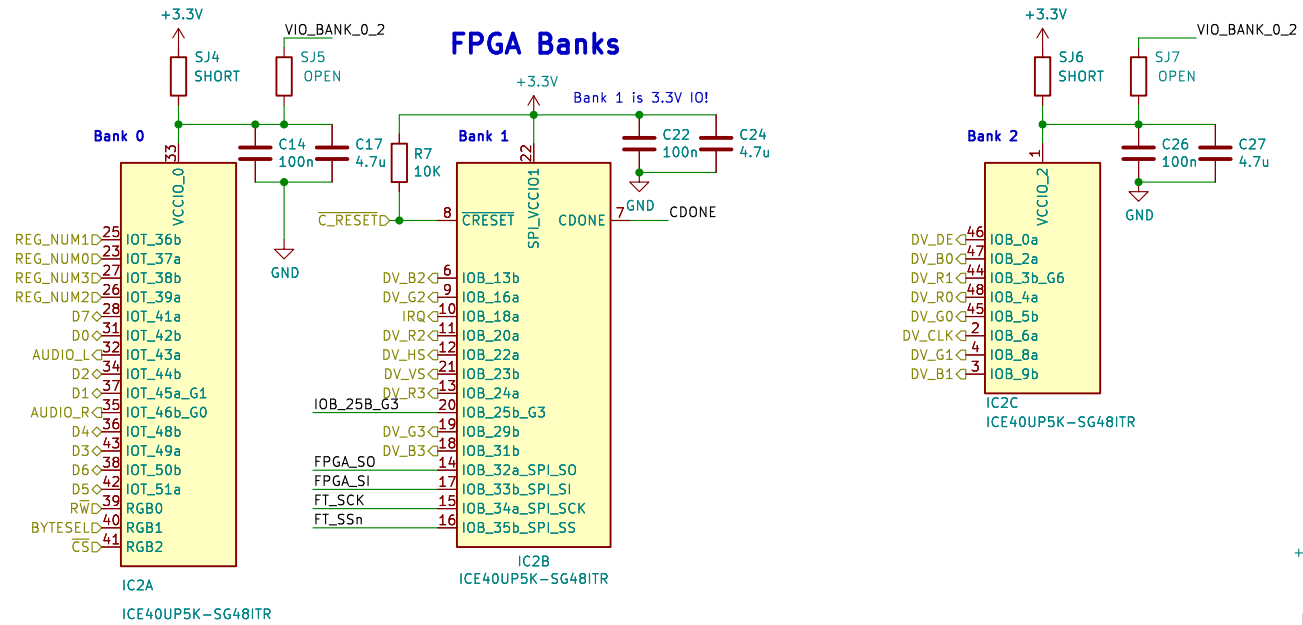 FPGA Banks
+3.3V
SJ4
SHORT
VIO_BANK_0_2
SJ5
OPEN
Bank 0
C14
100n
C17
4.7u
GND
33
VCCIO_0
REG_NUM1 25 IOT_36b
REG_NUM0 23 IOT_37a
REG_NUM3 27 IOT_38b
REG_NUM2 26 IOT_39a
D7 28 IOT_41a
D0 31 IOT_42b
AUDIO_L 32 IOT_43a
D2 34 IOT_44b
D1 37 IOT_45a_G1
AUDIO_R 35 IOT_46b_G0
D4 36 IOT_48b
D3 43 IOT_49a
D6 38 IOT_50b
D5 42 IOT_51a
RW 39 RGB0
BYTESEL 40 RGB1
CS 41 RGB2
IC2A
ICE40UP5K-SG48ITR
+3.3V
Bank 1 is 3.3V IO!
Bank 1
R7
10K
C22
100n
C24
4.7u
GND
22
SPI_VCCIO1
C_RESET 8 CRESET
CDONE 7 CDONE
DV_B2 6 IOB_13b
DV_G2 9 IOB_16a
IRQ 10 IOB_18a
DV_R2 11 IOB_20a
DV_HS 12 IOB_22a
DV_VS 21 IOB_23b
DV_R3 13 IOB_24a
IOB_25B_G3 20 IOB_25b_G3
DV_G3 19 IOB_29b
DV_B3 18 IOB_31b
FPGA_SO 14 IOB_32a_SPI_SO
FPGA_SI 17 IOB_33b_SPI_SI
FT_SCK 15 IOB_34a_SPI_SCK
FT_SSn 16 IOB_35b_SPI_SS
IC2B
ICE40UP5K-SG48ITR
+3.3V
SJ6
SHORT
VIO_BANK_0_2
SJ7
OPEN
Bank 2
C26
100n
C27
4.7u
GND
1
VCCIO_2
DV_DE 46 IOB_0a
DV_B0 47 IOB_2a
DV_R1 44 IOB_3b_G6
DV_R0 48 IOB_4a
DV_G0 45 IOB_5b
DV_CLK 2 IOB_6a
DV_G1 4 IOB_8a
DV_B1 3 IOB_9b
IC2C
ICE40UP5K-SG48ITR
+